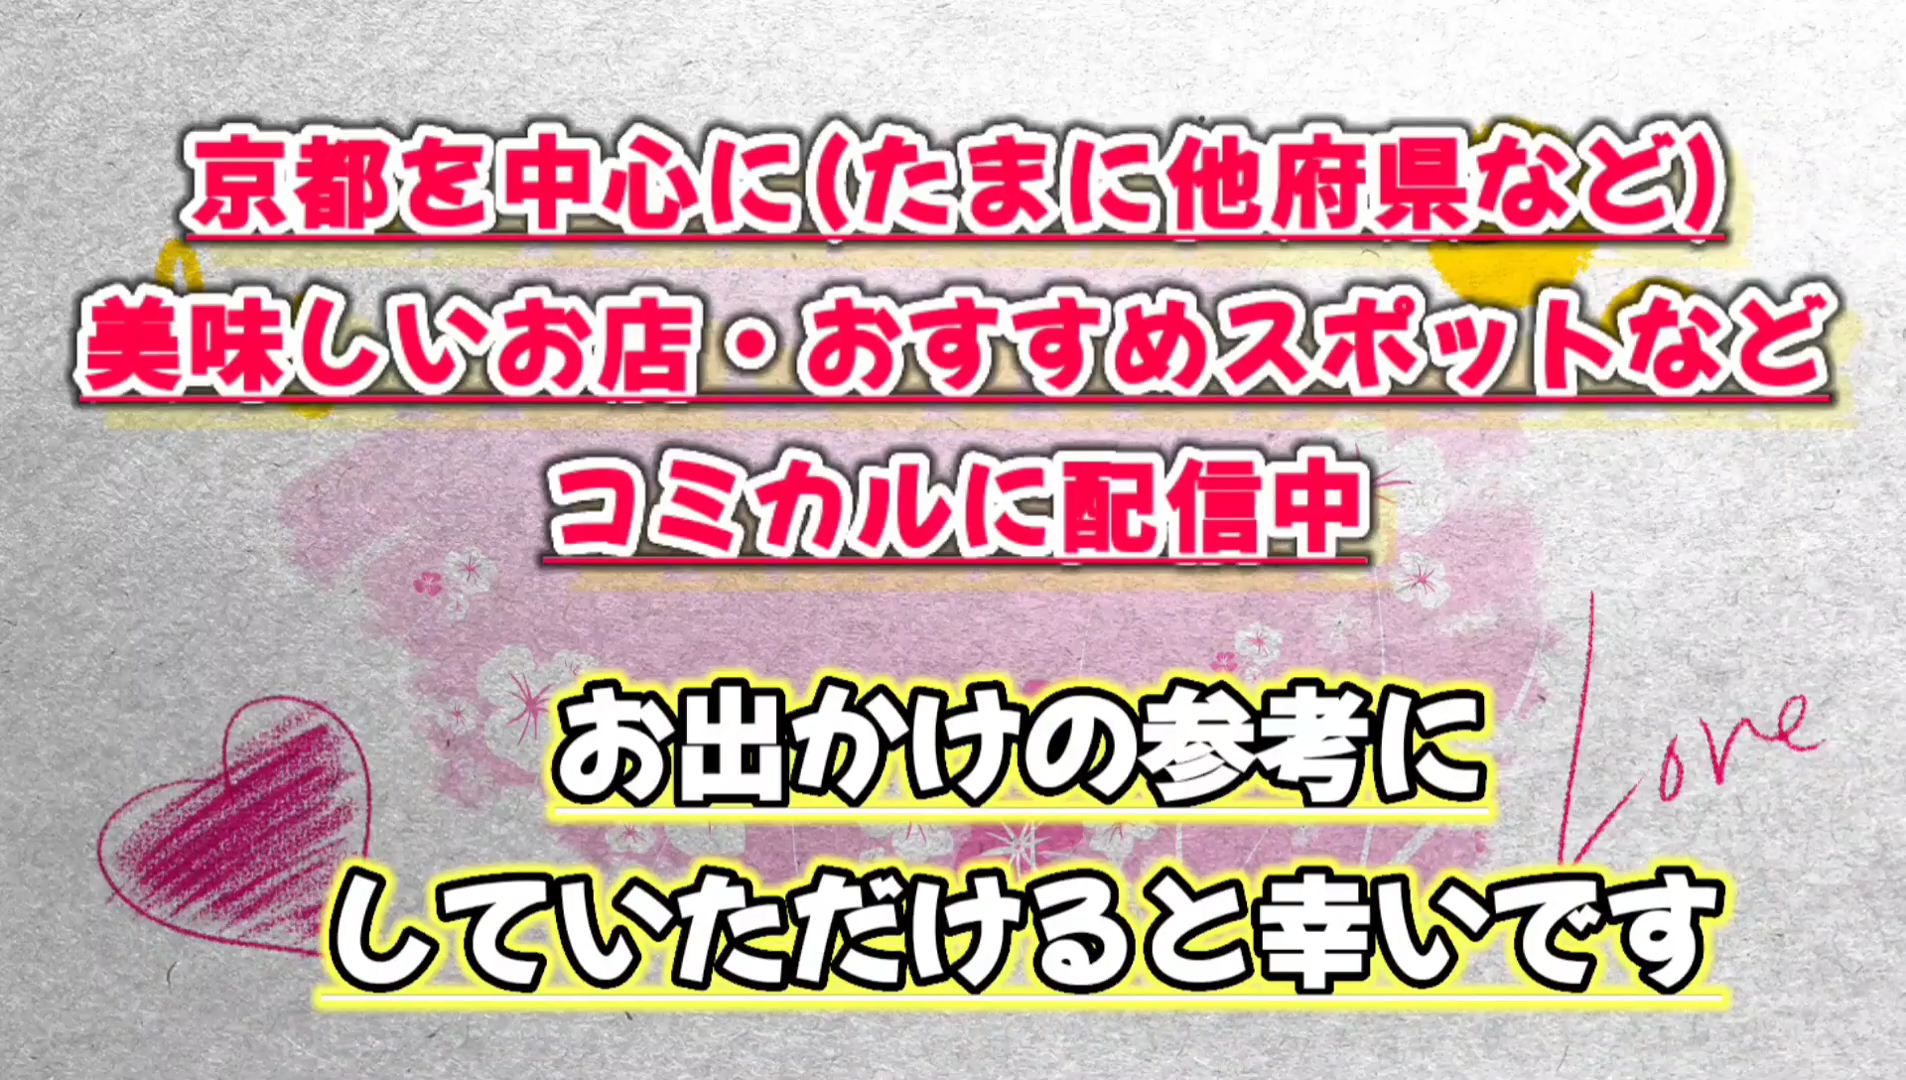 京都を中心に(たまに他府県など)
美味しいお店・おすすめスポットなど
コミカルに配信中
お出かけの参考に
していただけると幸いです
Love